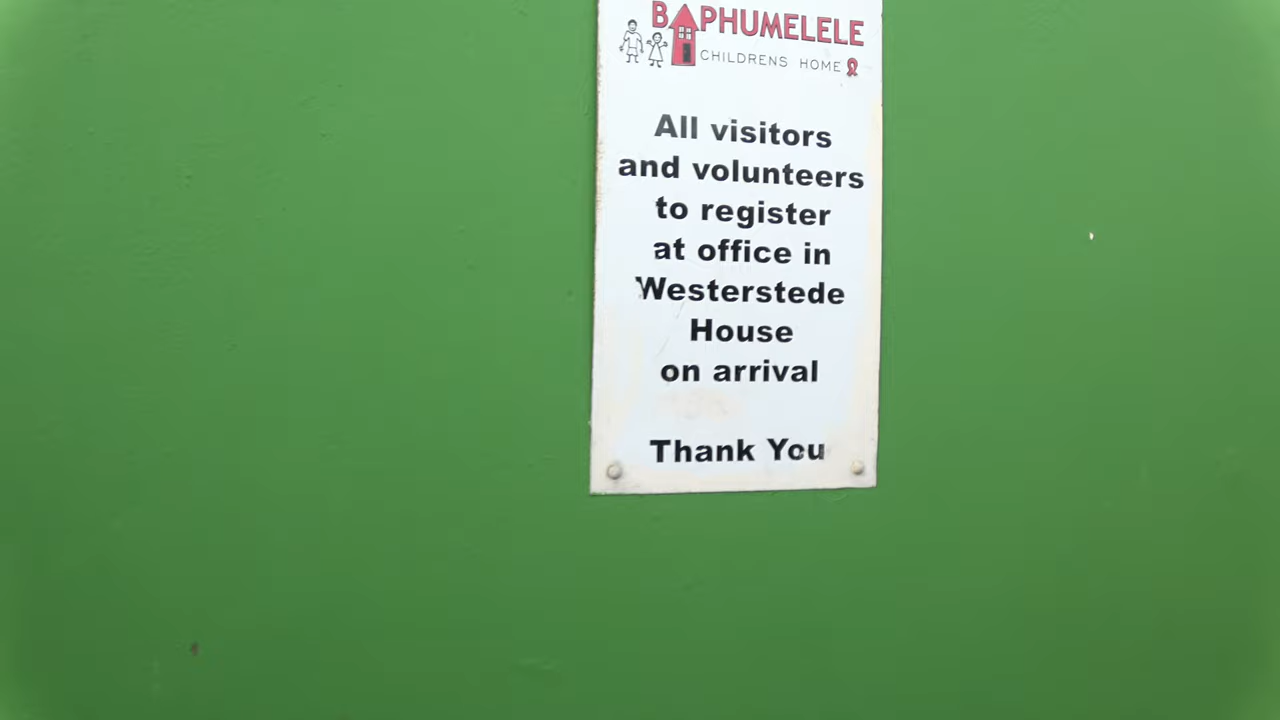 BAPHUMELELE
CHILDRENS HOME
All visitors
and volunteers
to register
at office in
Westerstede
House
on arrival
Thank You